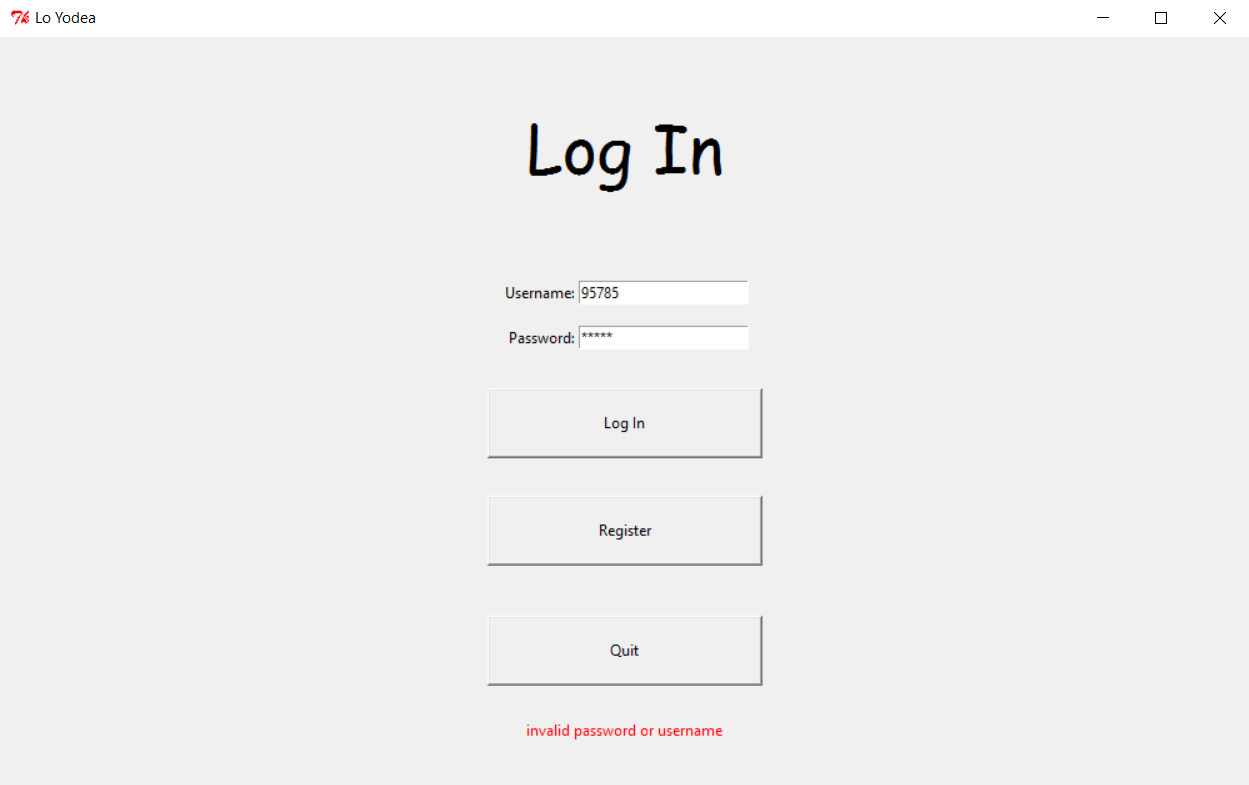 Lo Yodea
Log In
Username: 95785
Password: *****
Log In
Register
Quit
invalid password or username